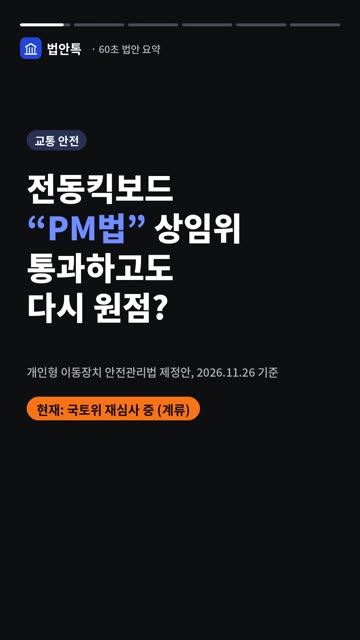 법안톡 · 60초 법안 요약
교통 안전
전동킥보드
“PM법” 상임위
통과하고도
다시 원점?
개인형 이동장치 안전관리법 제정안, 2026.11.26 기준
현재: 국토위 재심사 중 (계류)